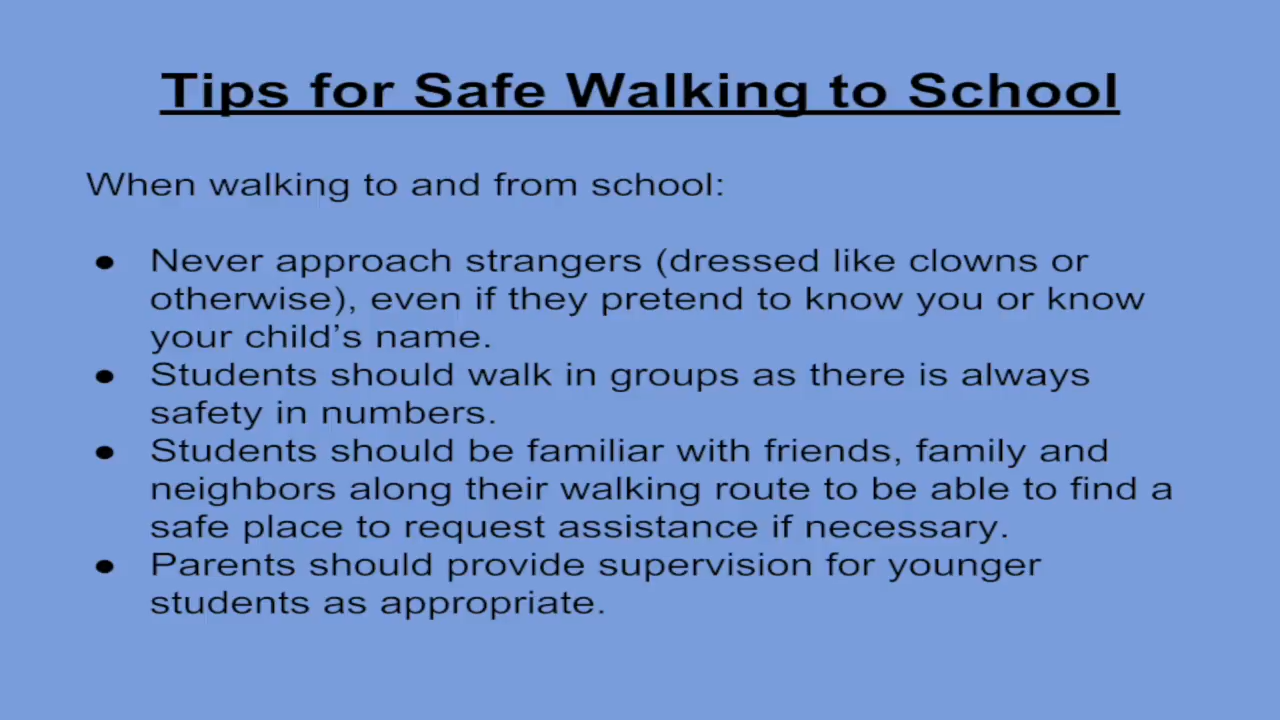 Tips for Safe Walking to School
When walking to and from school:
● Never approach strangers (dressed like clowns or
otherwise), even if they pretend to know you or know
your child’s name.
● Students should walk in groups as there is always
safety in numbers.
● Students should be familiar with friends, family and
neighbors along their walking route to be able to find a
safe place to request assistance if necessary.
● Parents should provide supervision for younger
students as appropriate.